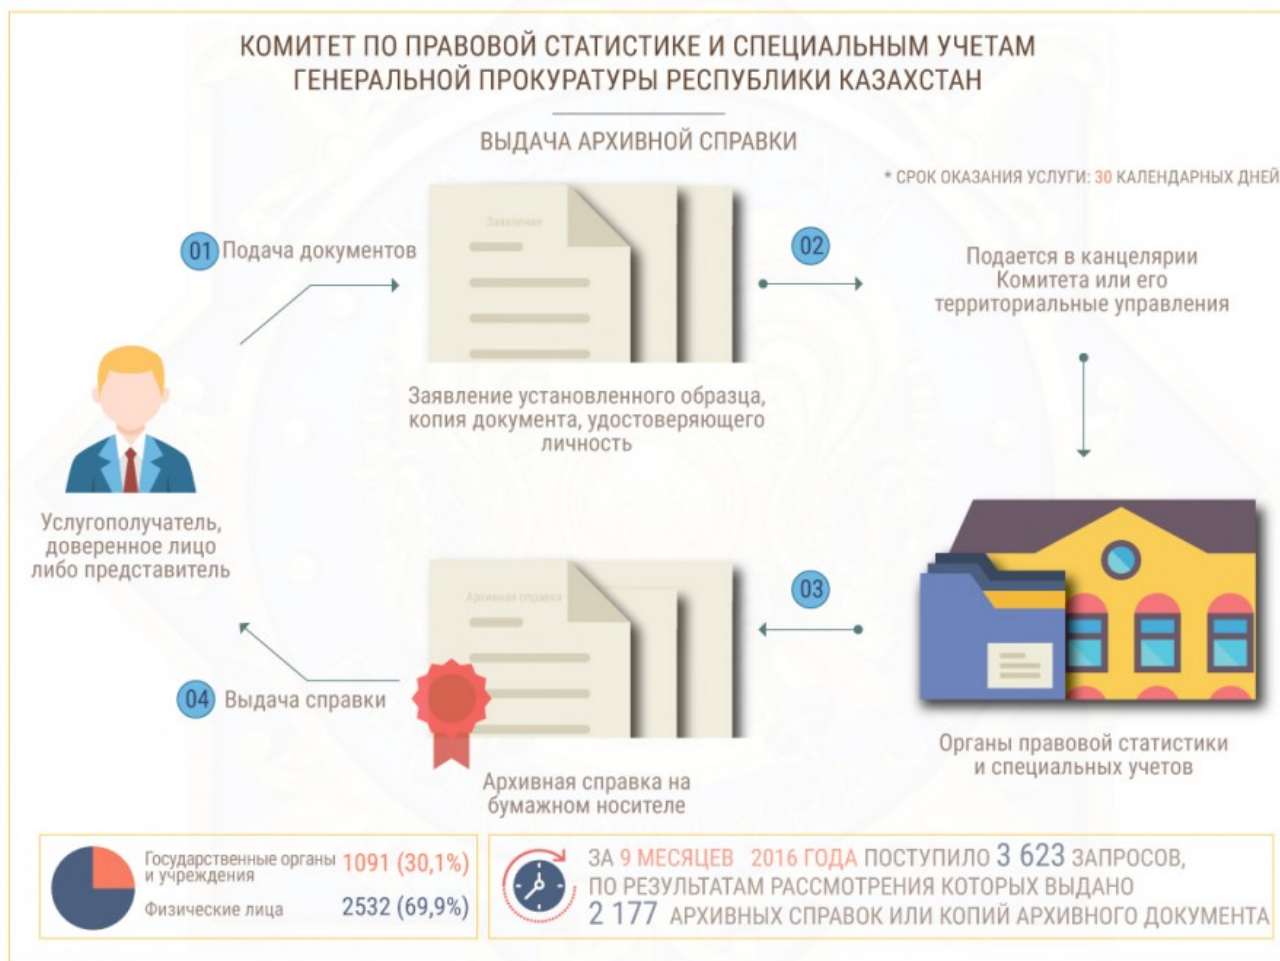 КОМИТЕТ ПО ПРАВОВОЙ СТАТИСТИКЕ И СПЕЦИАЛЬНЫМ УЧЕТАМ
ГЕНЕРАЛЬНОЙ ПРОКУРАТУРЫ РЕСПУБЛИКИ КАЗАХСТАН
ВЫДАЧА АРХИВНОЙ СПРАВКИ
* СРОК ОКАЗАНИЯ УСЛУГИ: 30 КАЛЕНДАРНЫХ ДНЕЙ
01 Подача документов
Заявление
Заявление установленного образца,
копия документа, удостоверяющего
личность
02
Подается в канцелярии
Комитета или его
территориальные управления
Услугополучатель,
доверенное лицо
либо представитель
Органы правовой статистики
и специальных учетов
03
Архивная справка
Архивная справка на
бумажном носителе
04 Выдача справки
Государственные органы
и учреждения
1091 (30,1%)
Физические лица 2532 (69,9%)
ЗА 9 МЕСЯЦЕВ 2016 ГОДА ПОСТУПИЛО 3 623 ЗАПРОСОВ,
ПО РЕЗУЛЬТАТАМ РАССМОТРЕНИЯ КОТОРЫХ ВЫДАНО
2 177 АРХИВНЫХ СПРАВОК ИЛИ КОПИЙ АРХИВНОГО ДОКУМЕНТА